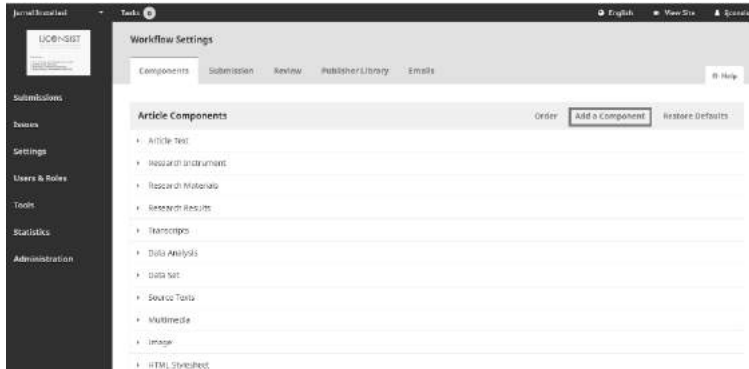 Tasks 0
English View Site
IJCONSIST
Workflow Settings
Components Submission Review Publisher Library Emails
Help
Submissions
Issues
Settings
Users & Roles
Tools
Statistics
Administration
Article Components Order Add a Component Restore Defaults
Article Text
Research Instrument
Research Materials
Research Results
Transcripts
Data Analysis
Data Set
Source Texts
Multimedia
Image
HTML Stylesheet